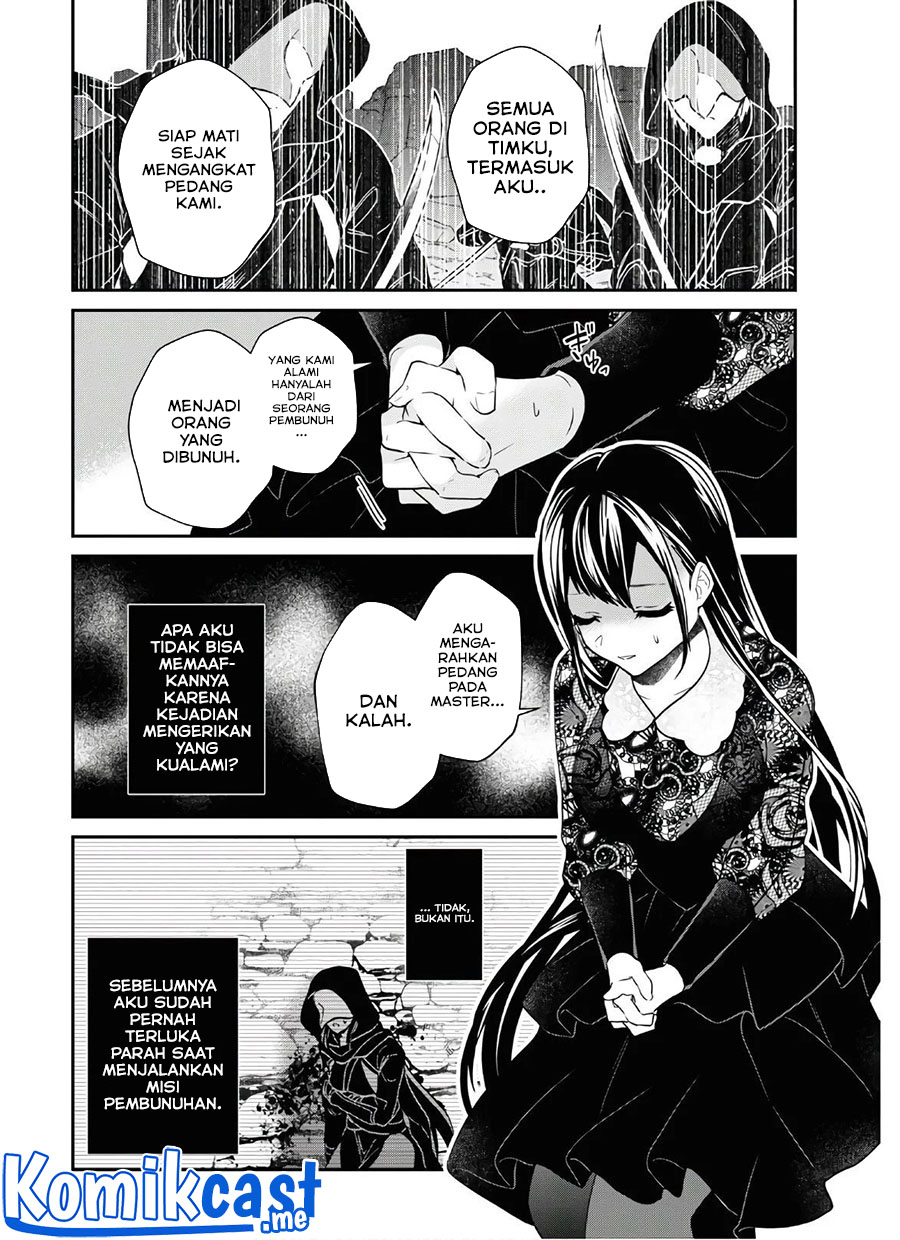 SEMUA
ORANG DI
TIMKU,
TERMASUK
AKU..
SIAP MATI
SEJAK
MENGANGKAT
PEDANG
KAMI.
ぎゅ
YANG KAMI
ALAMI
HANYALAH
DARI
SEORANG
PEMBUNUH
...
MENJADI
ORANG
YANG
DIBUNUH.
AKU
MENGA-
RAHKAN
PEDANG
PADA
MASTER...
DAN
KALAH.
APA AKU
TIDAK BISA
MEMAAF-
KANNYA
KARENA
KEJADIAN
MENGERIKAN
YANG
KUALAMI?
... TIDAK,
BUKAN ITU.
SEBELUMNYA
AKU SUDAH
PERNAH
TERLUKA
PARAH SAAT
MENJALANKAN
MISI
PEMBUNUHAN.
Komikcast
.me